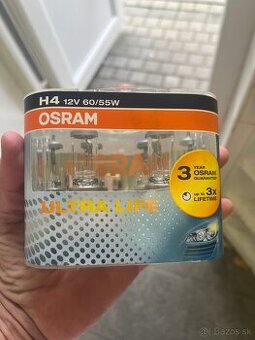 H4 12V 60/55W
OSRAM
3 YEAR OSRAM GUARANTEE
up to 3x LIFETIME
ULTRA LIFE
Bazos.sk